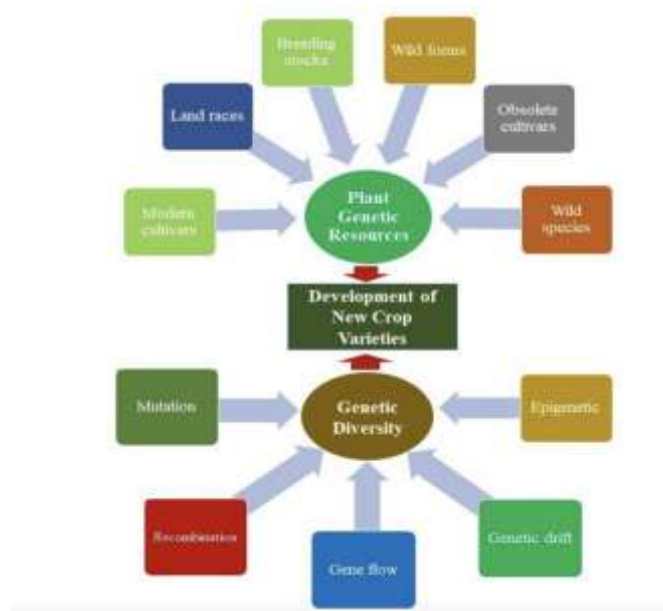 Breeding
stocks
Wild forms
Land races
Obsolete
cultivars
Modern
cultivars
Plant
Genetic
Resources
Wild
species
Development of
New Crop
Varieties
Mutation
Genetic
Diversity
Epigenetic
Recombination
Gene flow
Genetic drift